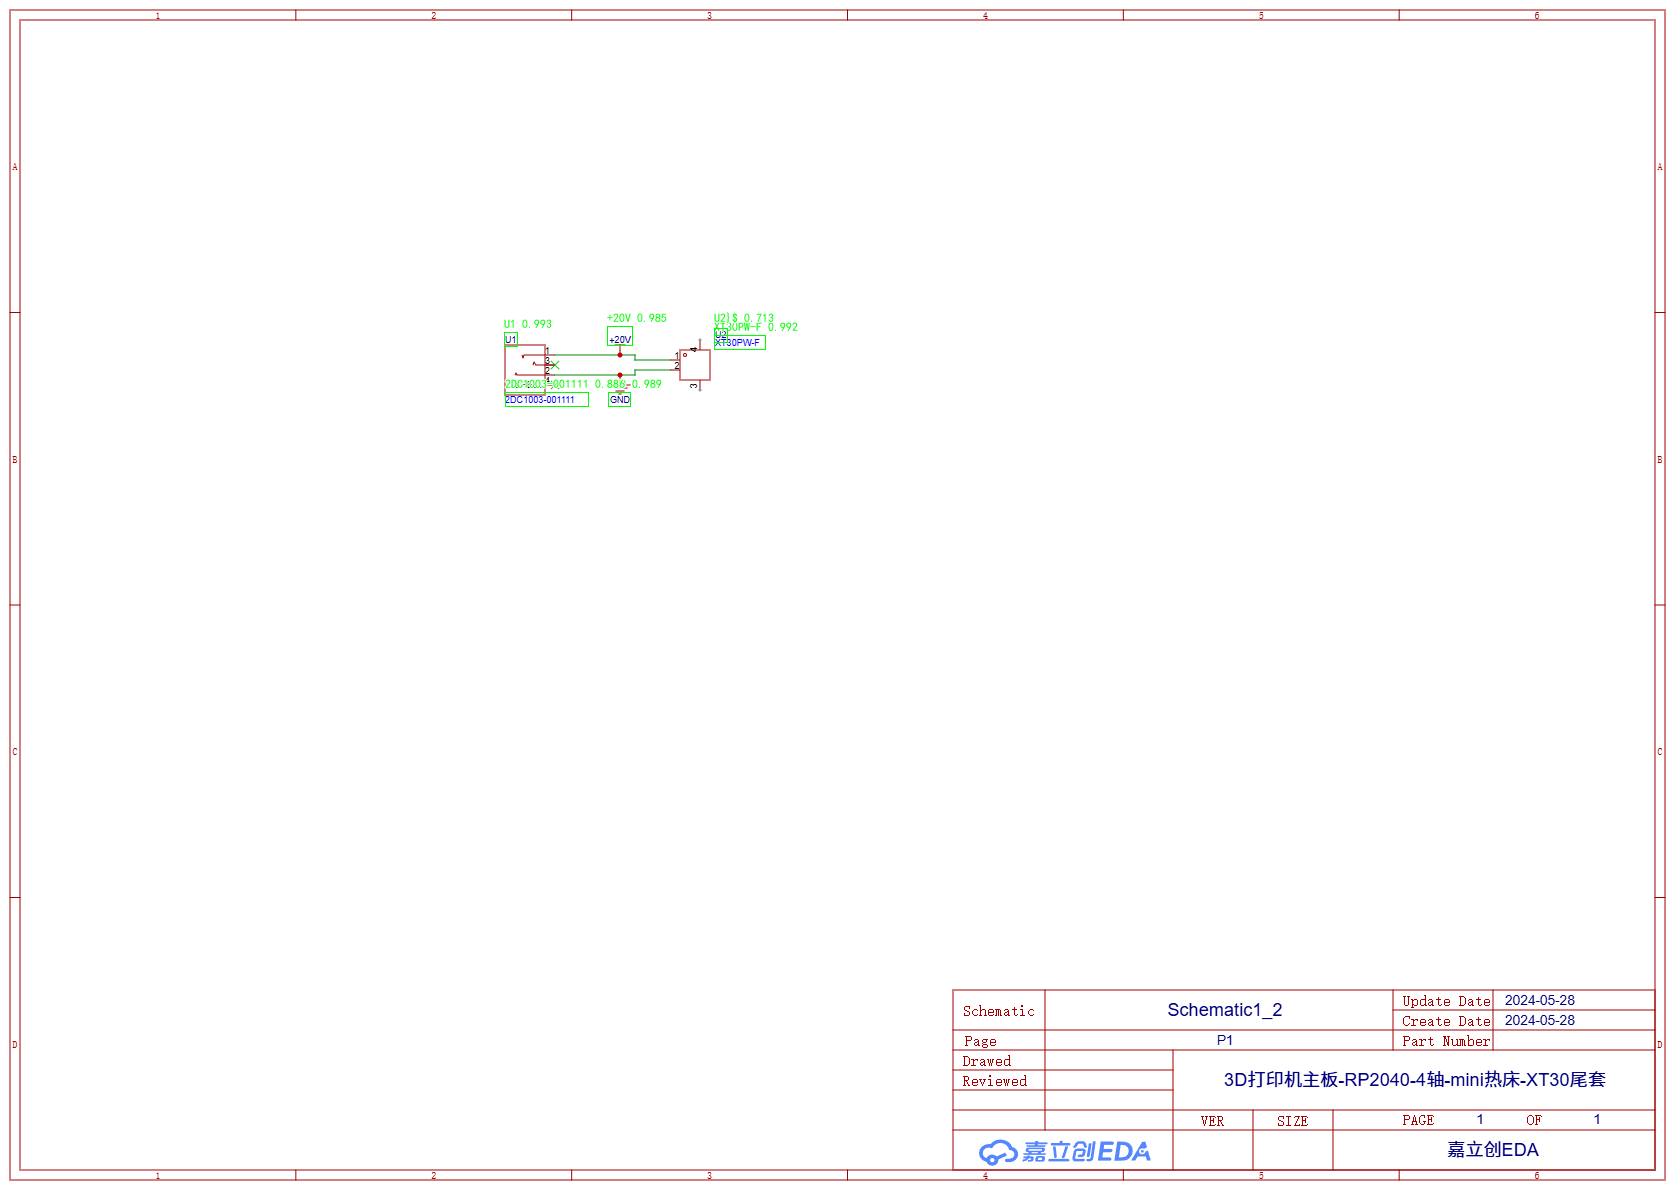 1 2 3 4 5 6
A A
U1 0.993
+20V 0.985
U2)$ 0.713
XT30PW-F 0.992
U1
+20V
U2
XT30PW-F
1
3
2
1
2
4
3
2DC1003-001111 0.886
0.989
2DC1003-001111
GND
B B
C C
D D
Schematic
Schematic1_2
Update Date 2024-05-28
Create Date 2024-05-28
Page
P1
Part Number
Drawed
Reviewed
3D打印机主板-RP2040-4轴-mini热床-XT30尾套
VER SIZE PAGE 1 OF 1
嘉立创EDA
嘉立创EDA
1 2 3 4 5 6